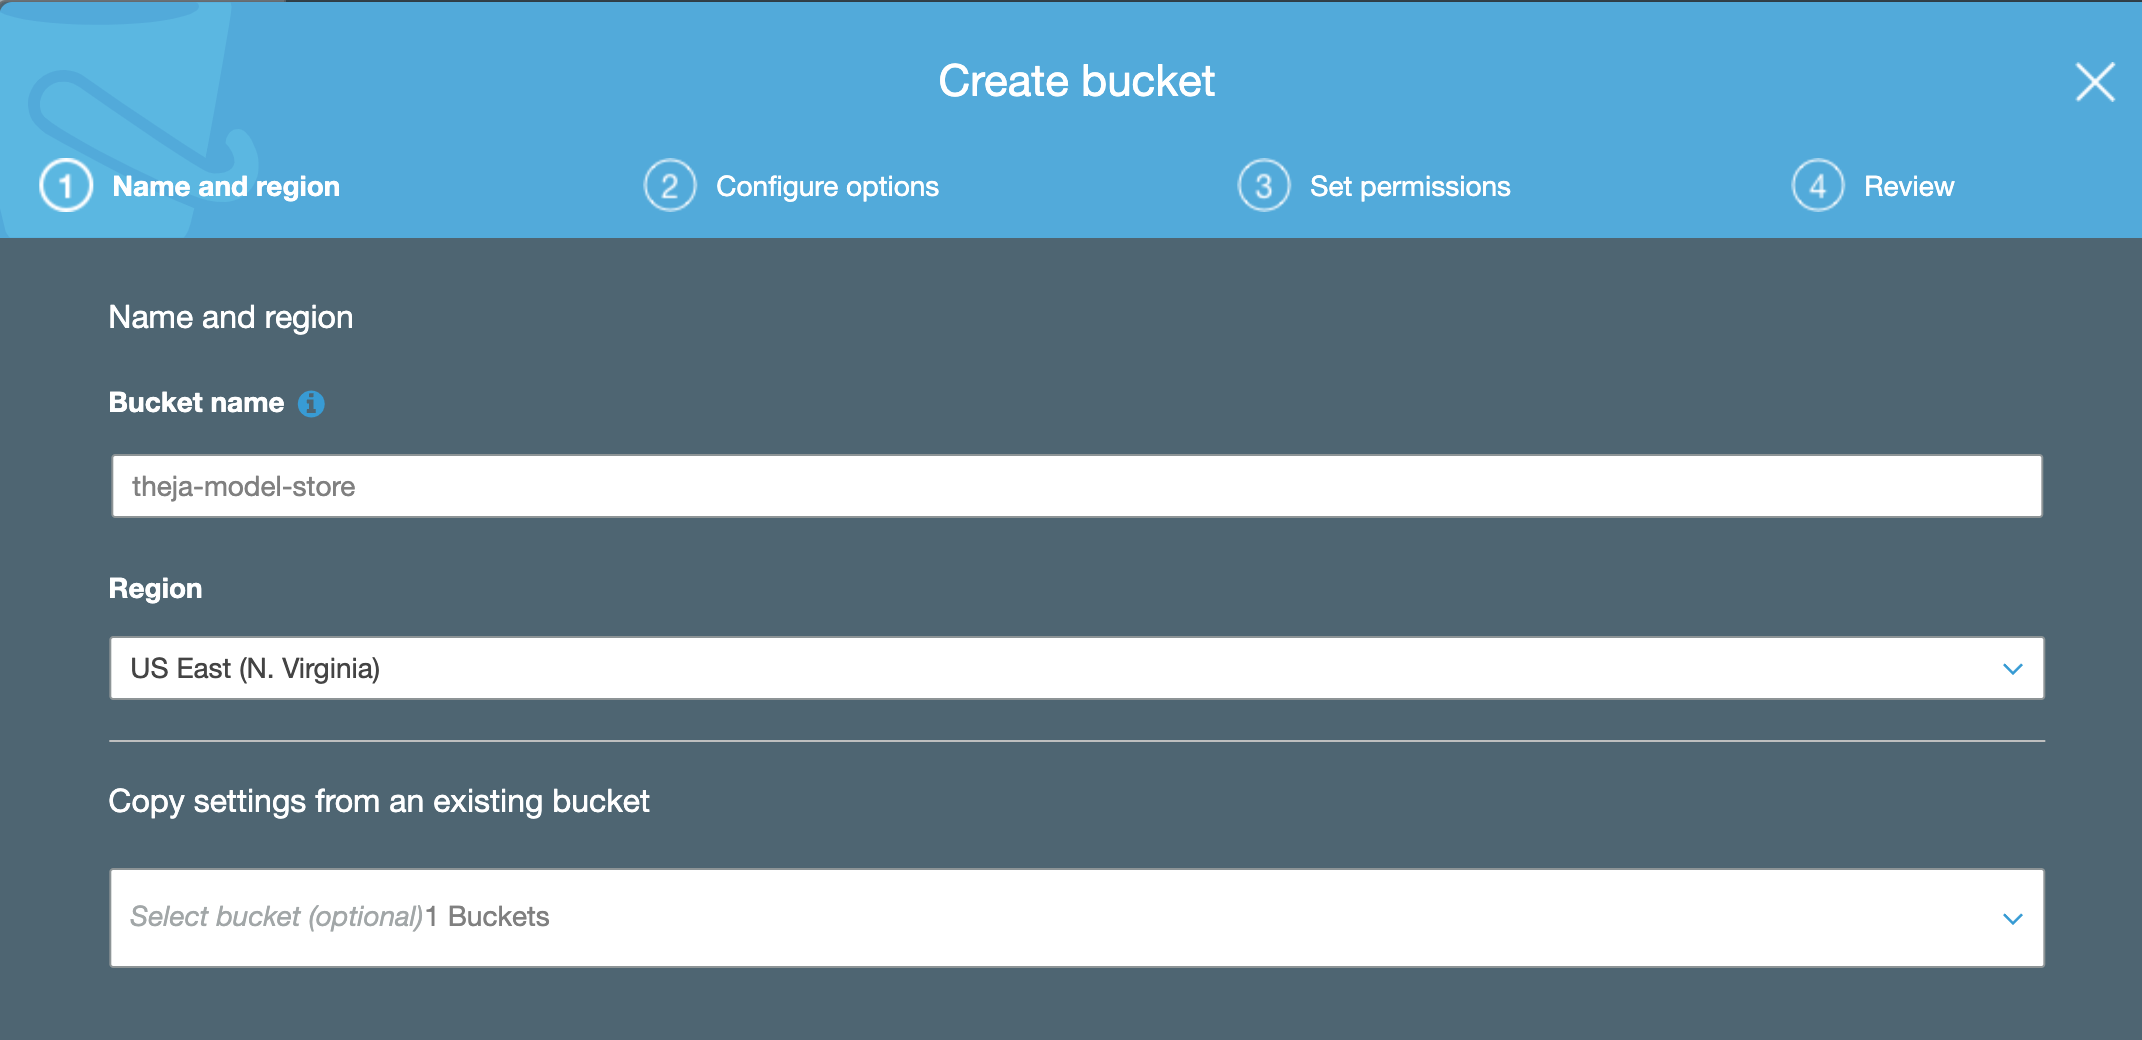 Create bucket
1 Name and region
2 Configure options
3 Set permissions
4 Review
Name and region
Bucket name
theja-model-store
Region
US East (N. Virginia)
Copy settings from an existing bucket
Select bucket (optional)1 Buckets